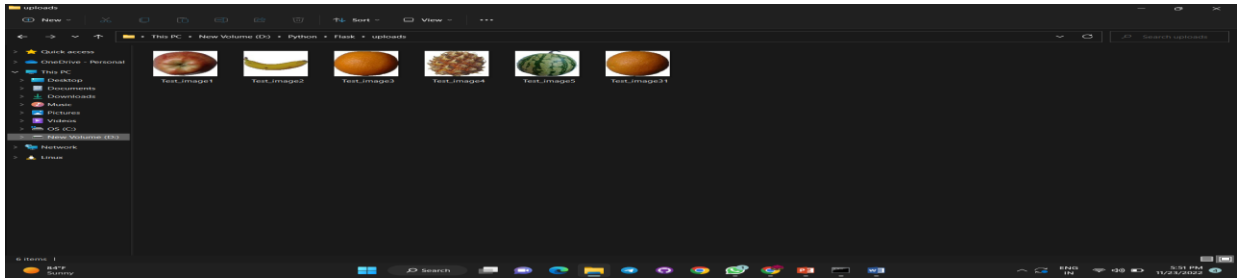 uploads
New
Sort
View
This PC
New Volume (D:)
Python
Flask
uploads
Search uploads
Quick access
OneDrive - Personal
This PC
Desktop
Documents
Downloads
Music
Pictures
Videos
OS (C:)
New Volume (D:)
Network
Linux
Test_image1
Test_image2
Test_image3
Test_image4
Test_image5
Test_image31
6 items
84°F
Sunny
Search
ENG
IN
5:51 PM
11/23/2022